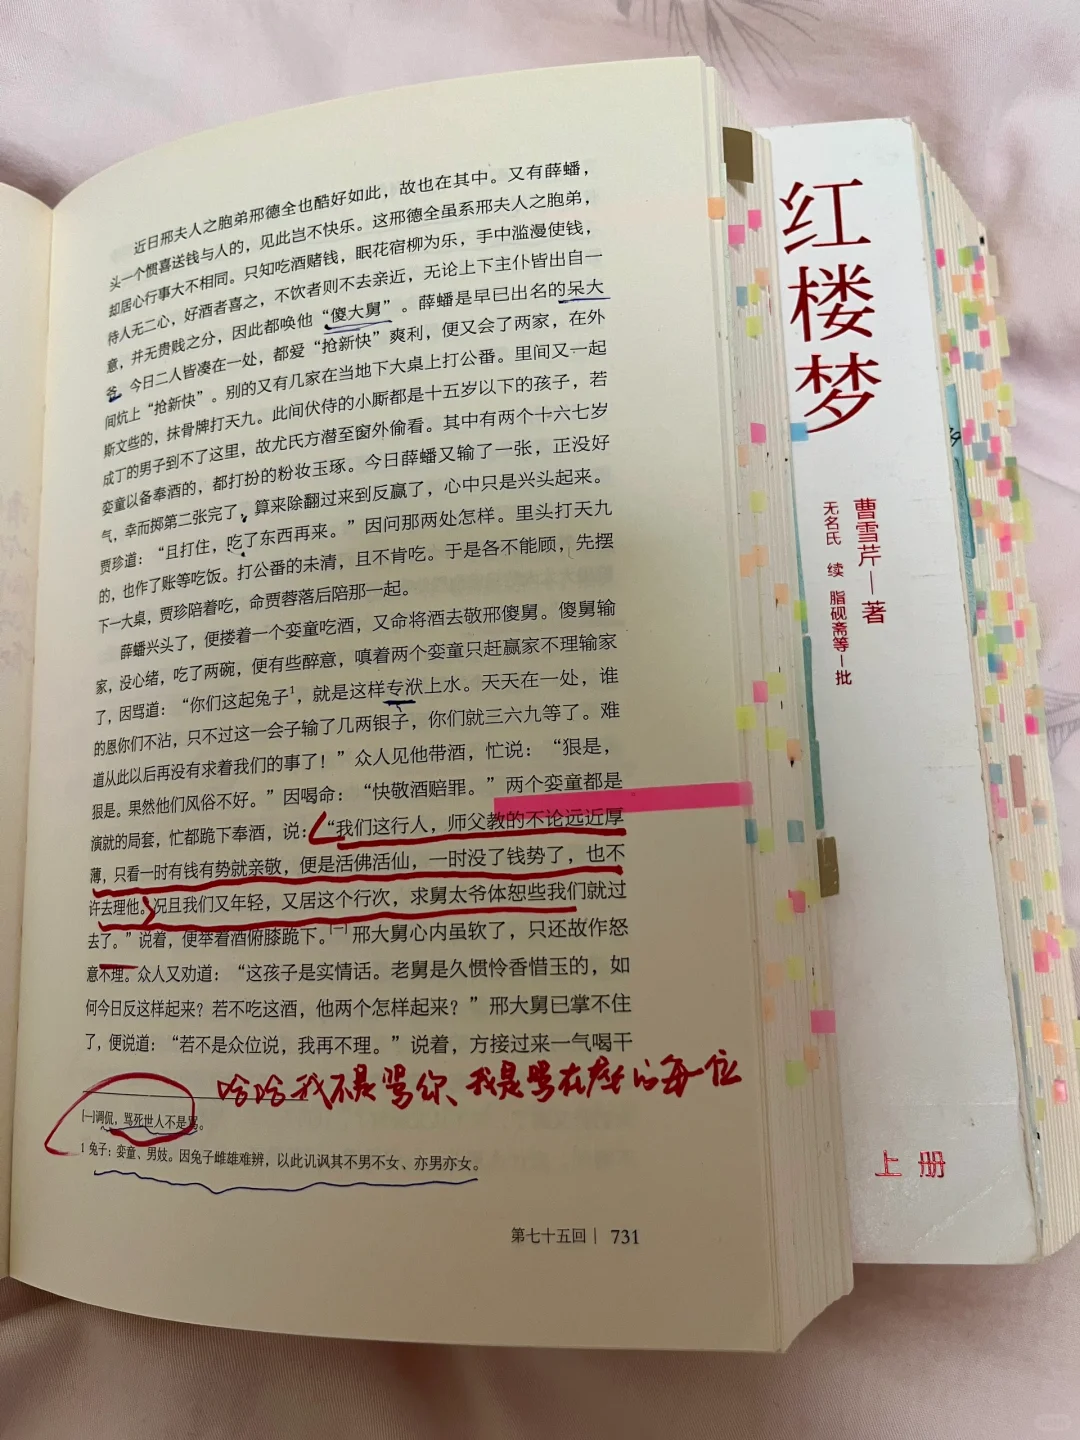 近日邢夫人之胞弟邢德全也酷好如此，故也在其中。又有薛蟠，
头一个惯喜送钱与人的，见此岂不快乐。这邢德全虽系邢夫人之胞弟，
却居心行事大不相同。只知吃酒赌钱，眠花宿柳为乐，手中滥漫使钱，
待人无二心，好酒者喜之，不饮者则不去亲近，无论上下主仆皆出自一
意，并无贵贱之分，因此都唤他“傻大舅”。薛蟠是早已出名的呆大
爷，今日二人皆凑在一处，都爱“抢新快”爽利，便又会了两家，在外
间炕上“抢新快”。别的又有几家在当地下大桌上打公番。里间又一起
斯文些的，抹骨牌打天九。此间伏侍的小厮都是十五岁以下的孩子，若
成丁的男子到不了这里，故尤氏方潜至窗外偷看。其中有两个十六七岁
娈童以备奉酒的，都打扮的粉妆玉琢。今日薛蟠又输了一张，正没好
气，幸而掷第二张完了，算来除翻过来到反赢了，心中只是兴头起来。
贾珍道：“且打住，吃了东西再来。”因问那两处怎样。里头打天九
的，也作了账等吃饭。打公番的未清，且不肯吃。于是各不能顾，先摆
下一大桌，贾珍陪着吃，命贾蓉落后陪那一起。
薛蟠兴头了，便搂着一个娈童吃酒，又命将酒去敬邢傻舅。傻舅输
家，没心绪，吃了两碗，便有些醉意，嗔着两个娈童只赶赢家不理输家
了，因骂道：“你们这起兔子¹，就是这样专洑上水。天天在一处，谁
的恩你们不沾，只不过这一会子输了几两银子，你们就三六九等了。难
道从此以后再没有求着我们的事了！”众人见他带酒，忙说：“狠是，
狠是。果然他们风俗不好。”因喝命：“快敬酒赔罪。”两个娈童都是
演就的局套，忙都跪下奉酒，说：“我们这行人，师父教的不论远近厚
薄，只看一时有钱有势就亲敬，便是活佛活仙，一时没了钱势了，也不
许去理他。况且我们又年轻，又居这个行次，求舅太爷体恕些我们就过
去了。”说着，便举着酒俯膝跪下。[一]邢大舅心内虽软了，只还故作怒
意不理。众人又劝道：“这孩子是实情话。老舅是久惯怜香惜玉的，如
何今日反这样起来？若不吃这酒，他两个怎样起来？”邢大舅已掌不住
了，便说道：“若不是众位说，我再不理。”说着，方接过来一气喝干
哈哈我不是骂你、我是骂在座的每一位
[一]调侃，骂死世人不是骂。
1 兔子：娈童、男妓。因兔子雌雄难辨，以此讥讽其不男不女、亦男亦女。
第七十五回｜731
红楼梦
曹雪芹—著
无名氏 续 脂砚斋等—批
上册